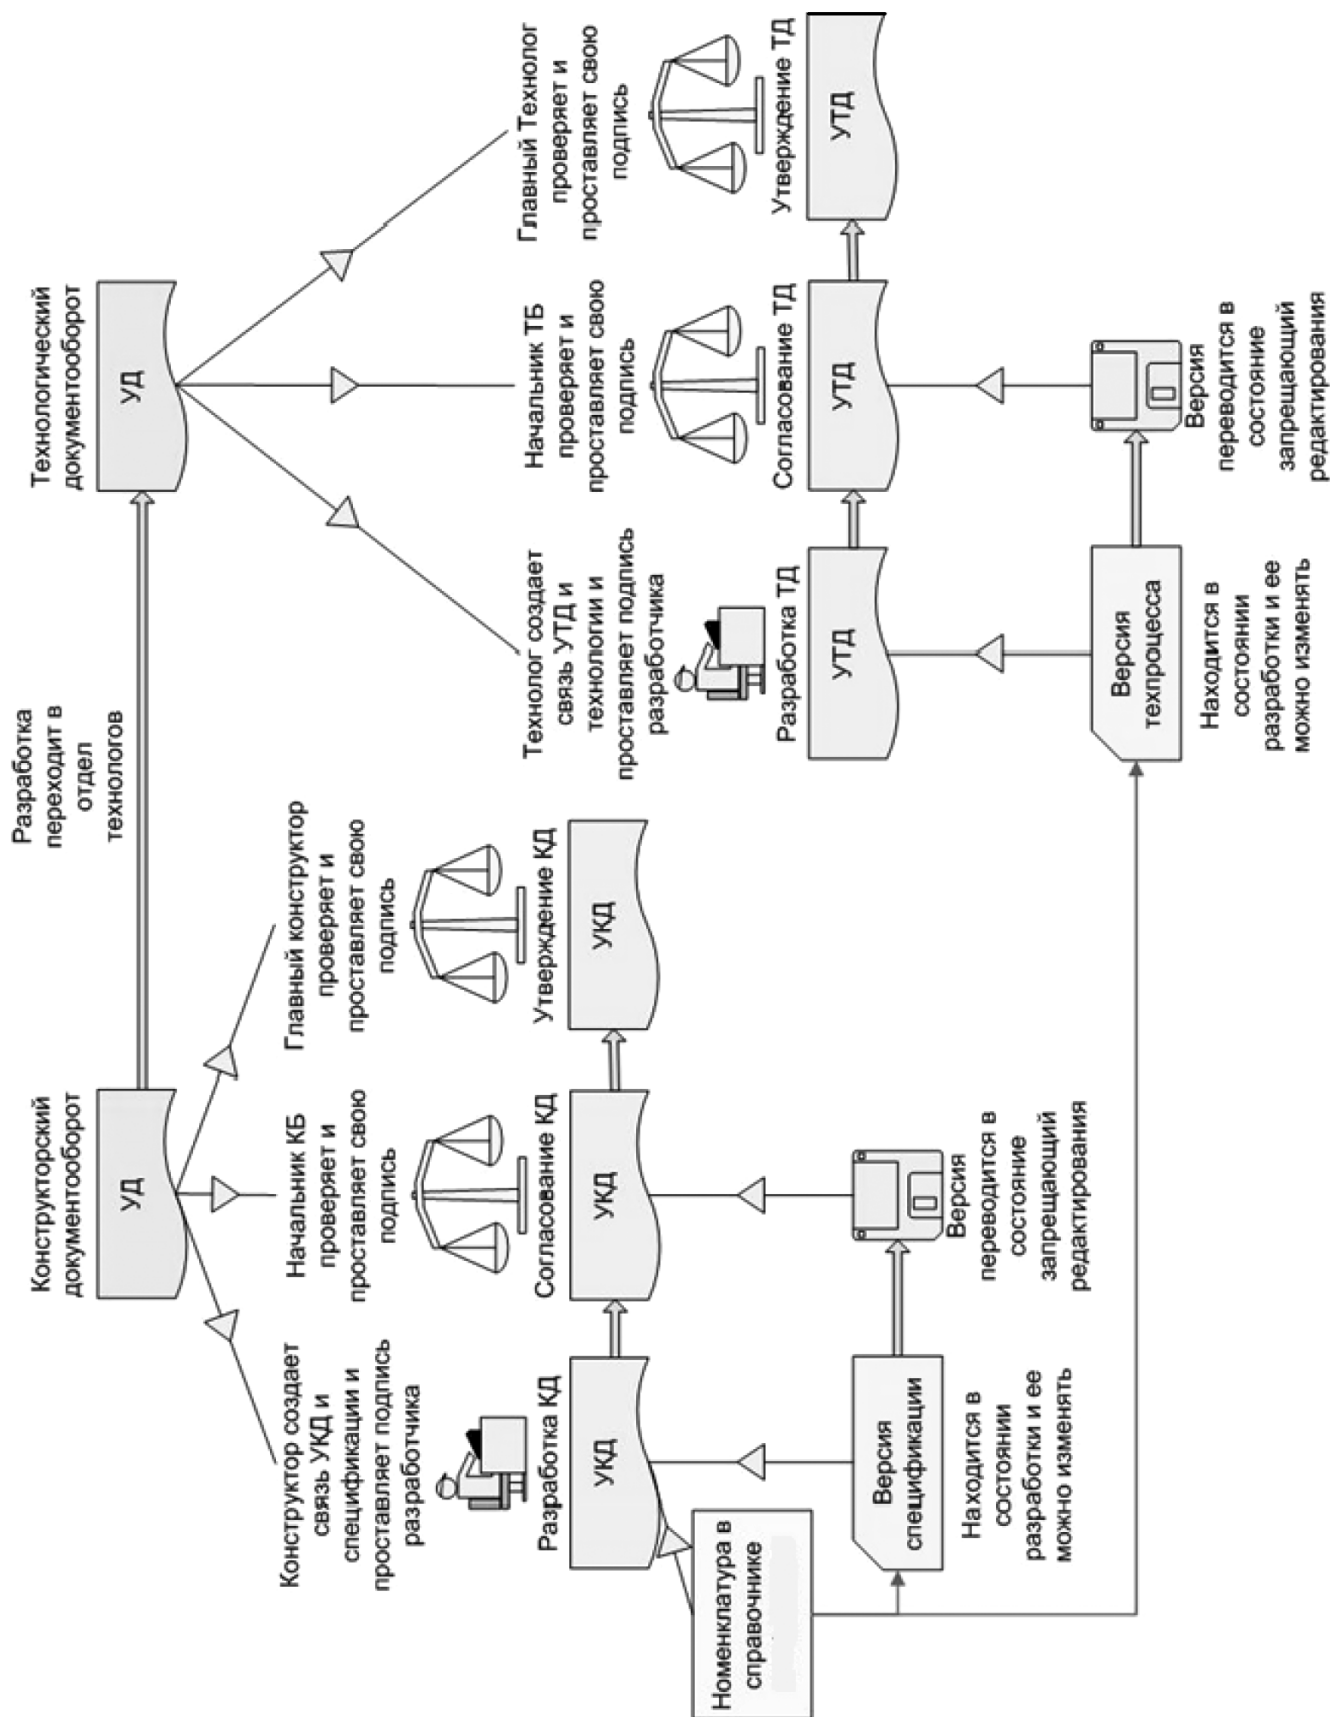 Разработка
переходит в
отдел
технологов
Конструкторский
документооборот
УД
Технологический
документооборот
УД
Конструктор создает
связь УКД и
спецификации и
проставляет подпись
разработчика
Начальник КБ
проверяет и
проставляет свою
подпись
Главный конструктор
проверяет и
проставляет свою
подпись
Разработка КД
УКД
Согласование КД
УКД
Утверждение КД
УКД
Номенклатура в
справочнике
Версия
спецификации
Находится в
состоянии
разработки и ее
можно изменять
Версия
переводится в
состояние
запрещающий
редактирования
Технолог создает
связь УТД и
технологии и
проставляет подпись
разработчика
Начальник ТБ
проверяет и
проставляет свою
подпись
Главный Технолог
проверяет и
проставляет свою
подпись
Разработка ТД
УТД
Согласование ТД
УТД
Утверждение ТД
УТД
Версия
техпроцесса
Находится в
состоянии
разработки и ее
можно изменять
Версия
переводится в
состояние
запрещающий
редактирования